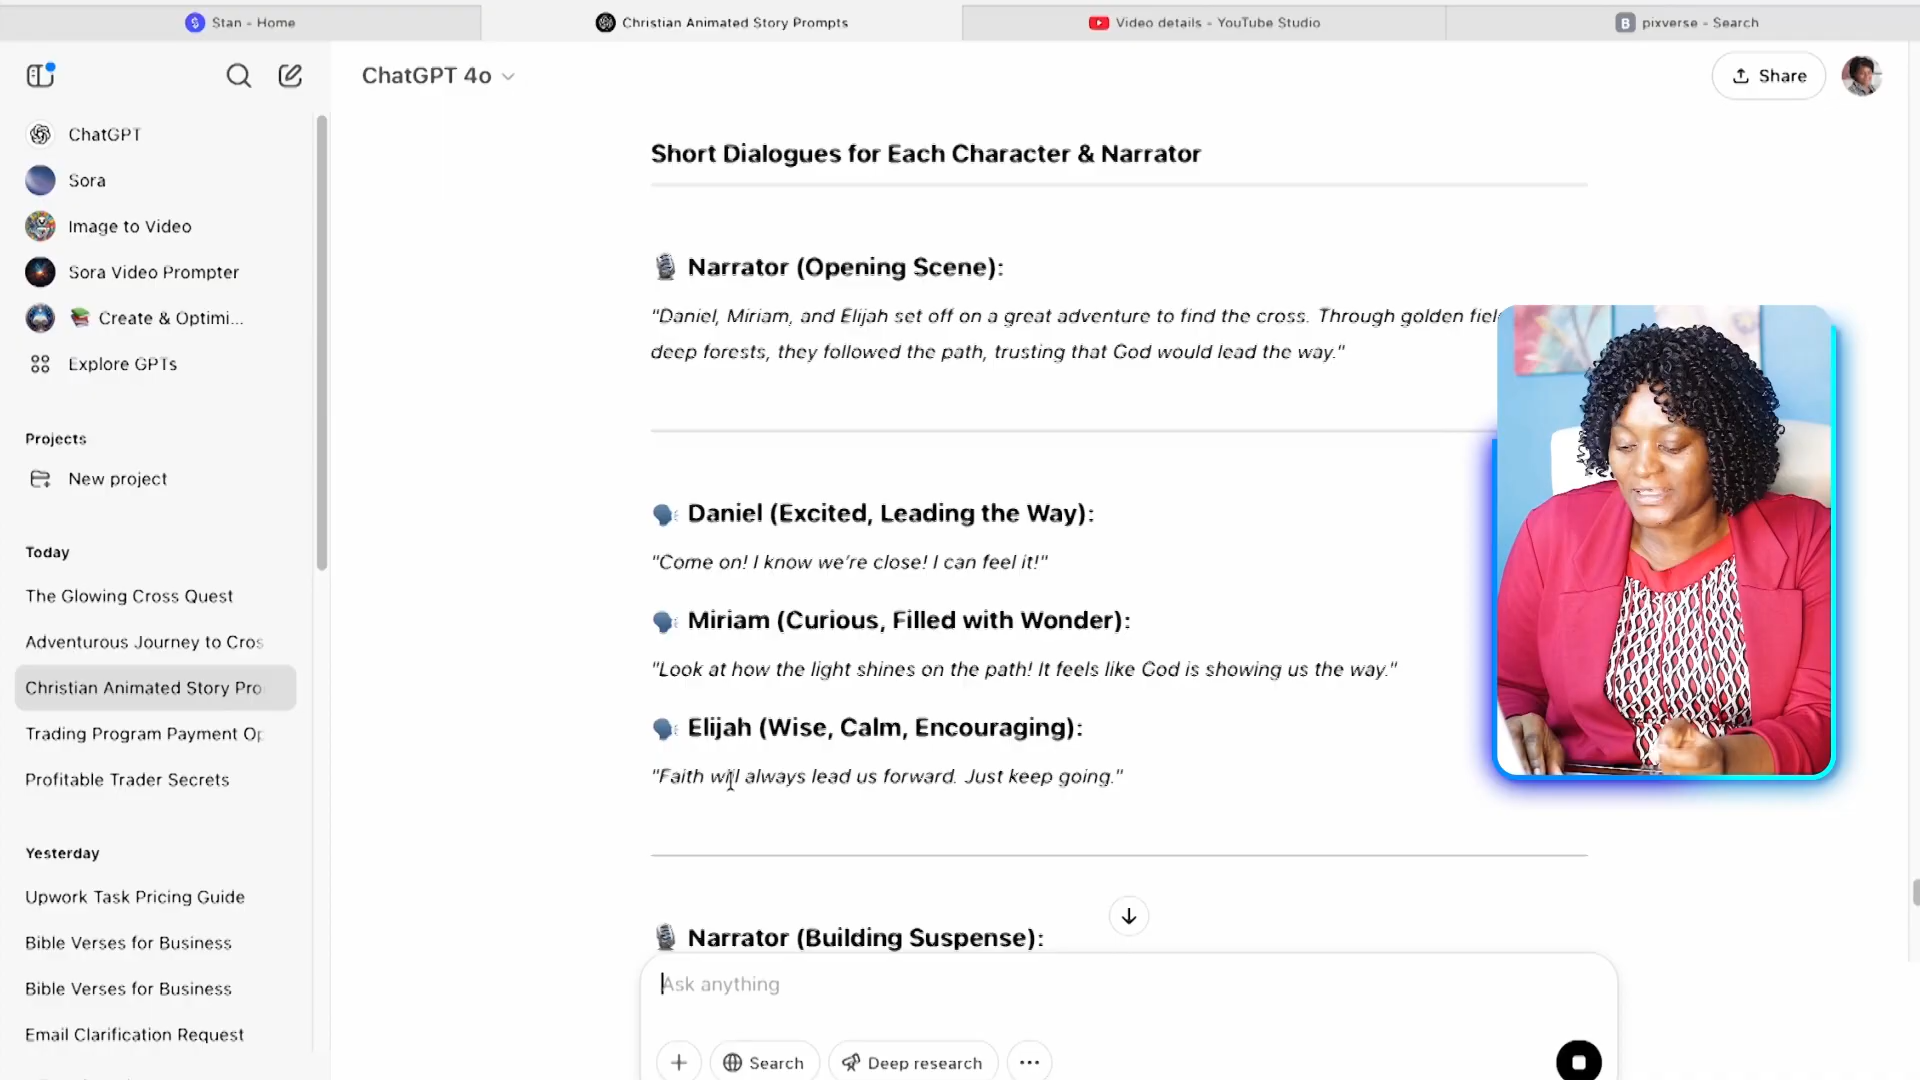 Stan - Home
Christian Animated Story Prompts
Video details - YouTube Studio
B pixverse - Search
ChatGPT 4o
Share
ChatGPT
Sora
Image to Video
Sora Video Prompter
Create & Optimi...
Explore GPTs
Projects
New project
Today
The Glowing Cross Quest
Adventurous Journey to Cros
Christian Animated Story Pro
Trading Program Payment Op
Profitable Trader Secrets
Yesterday
Upwork Task Pricing Guide
Bible Verses for Business
Bible Verses for Business
Email Clarification Request
Short Dialogues for Each Character & Narrator
Narrator (Opening Scene):
"Daniel, Miriam, and Elijah set off on a great adventure to find the cross. Through golden fiel
deep forests, they followed the path, trusting that God would lead the way."
Daniel (Excited, Leading the Way):
"Come on! I know we're close! I can feel it!"
Miriam (Curious, Filled with Wonder):
"Look at how the light shines on the path! It feels like God is showing us the way."
Elijah (Wise, Calm, Encouraging):
"Faith will always lead us forward. Just keep going."
Narrator (Building Suspense):
Ask anything
Search
Deep research